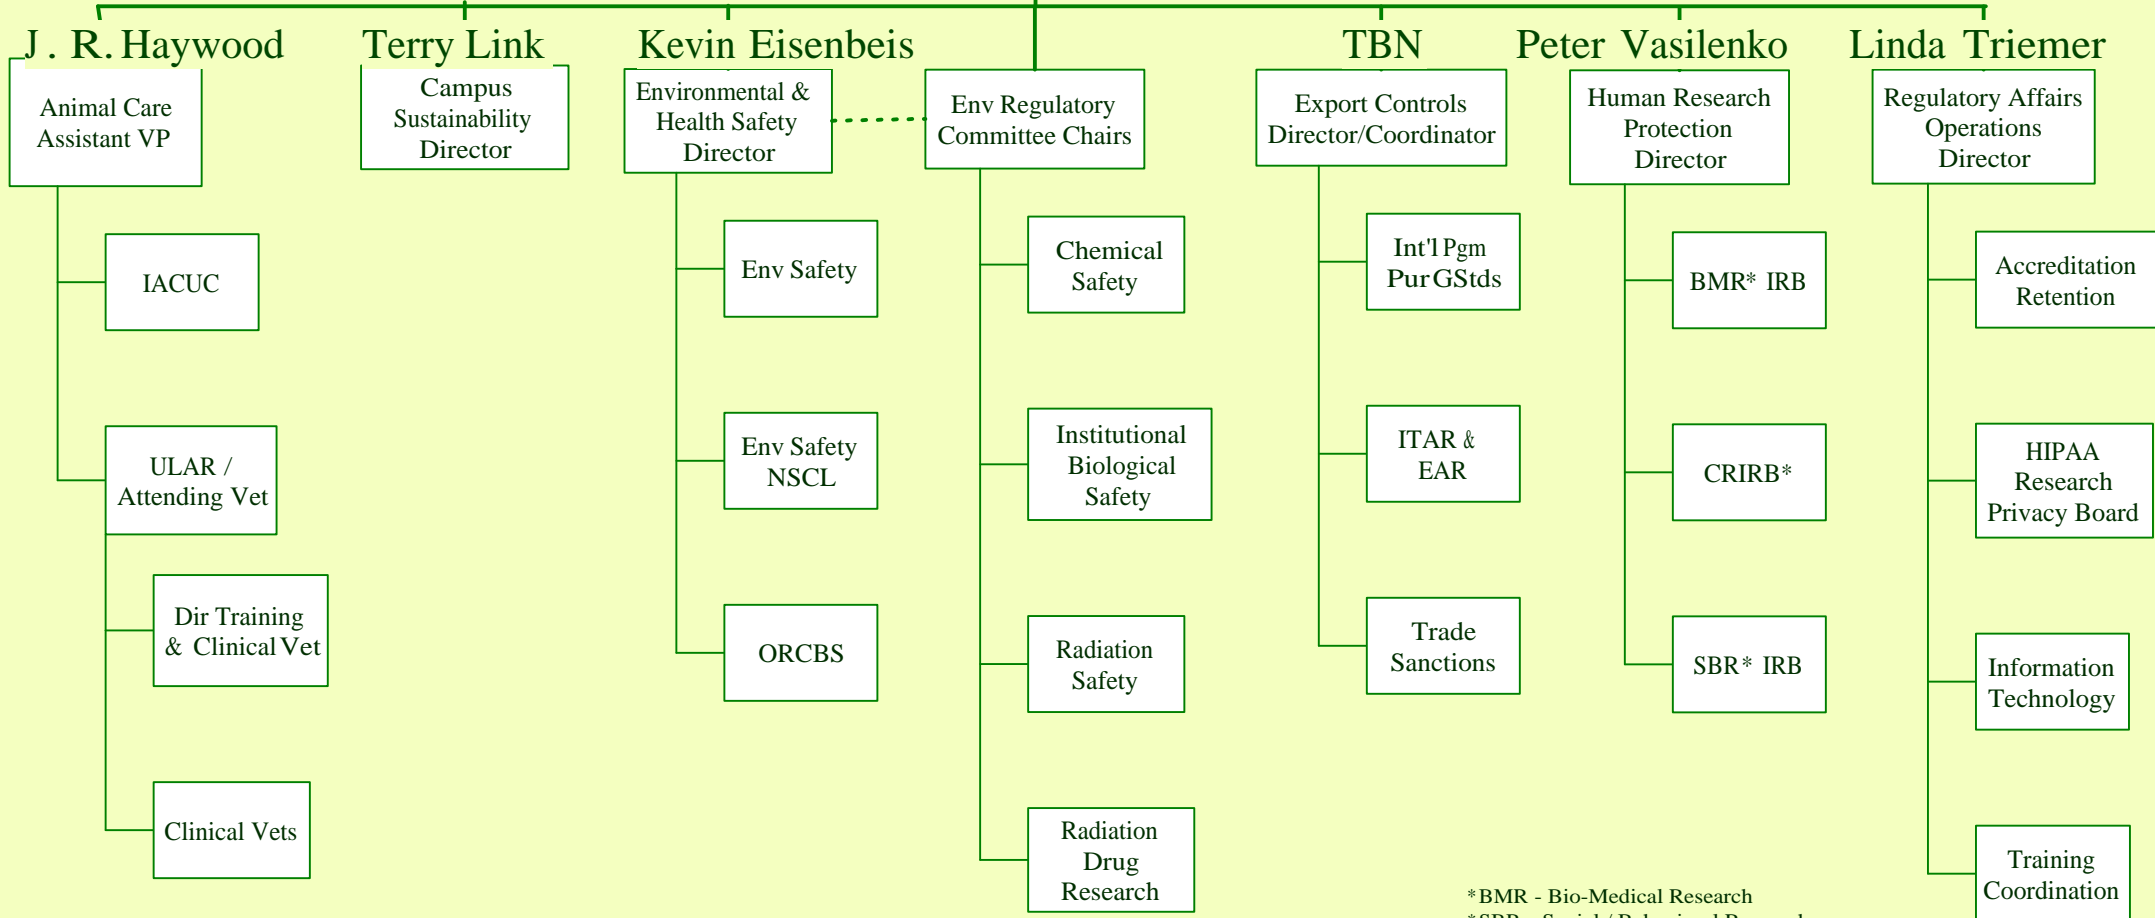 J. R. Haywood
Animal Care
Assistant VP
IACUC
ULAR /
Attending Vet
Dir Training
& Clinical Vet
Clinical Vets
Terry Link
Campus
Sustainability
Director
Kevin Eisenbeis
Environmental &
Health Safety
Director
Env Safety
Env Safety
NSCL
ORCBS
Env Regulatory
Committee Chairs
Chemical
Safety
Institutional
Biological
Safety
Radiation
Safety
Radiation
Drug
Research
TBN
Export Controls
Director/Coordinator
Int'l Pgm
Pur GStds
ITAR &
EAR
Trade
Sanctions
Peter Vasilenko
Human Research
Protection
Director
BMR* IRB
CRIRB*
SBR* IRB
Linda Triemer
Regulatory Affairs
Operations
Director
Accreditation
Retention
HIPAA
Research
Privacy Board
Information
Technology
Training
Coordination
*BMR - Bio-Medical Research